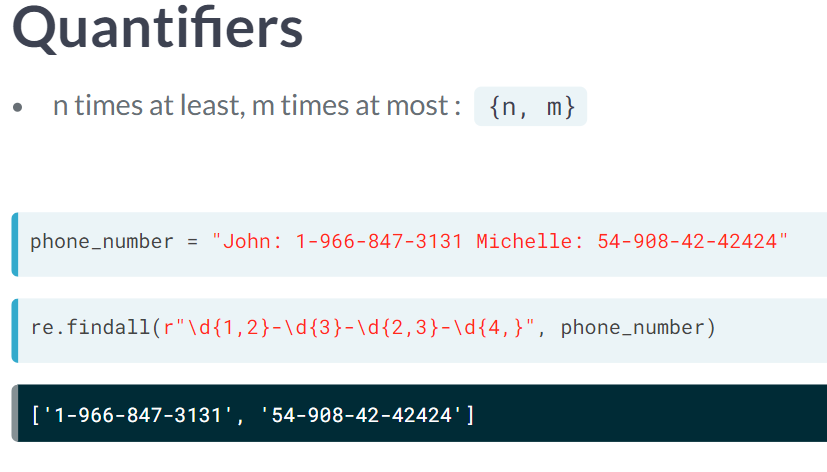 Quantifiers
• n times at least, m times at most : {n, m}
phone_number = "John: 1-966-847-3131 Michelle: 54-908-42-42424"
re.findall(r"\d{1,2}-\d{3}-\d{2,3}-\d{4,}", phone_number)
['1-966-847-3131', '54-908-42-42424']